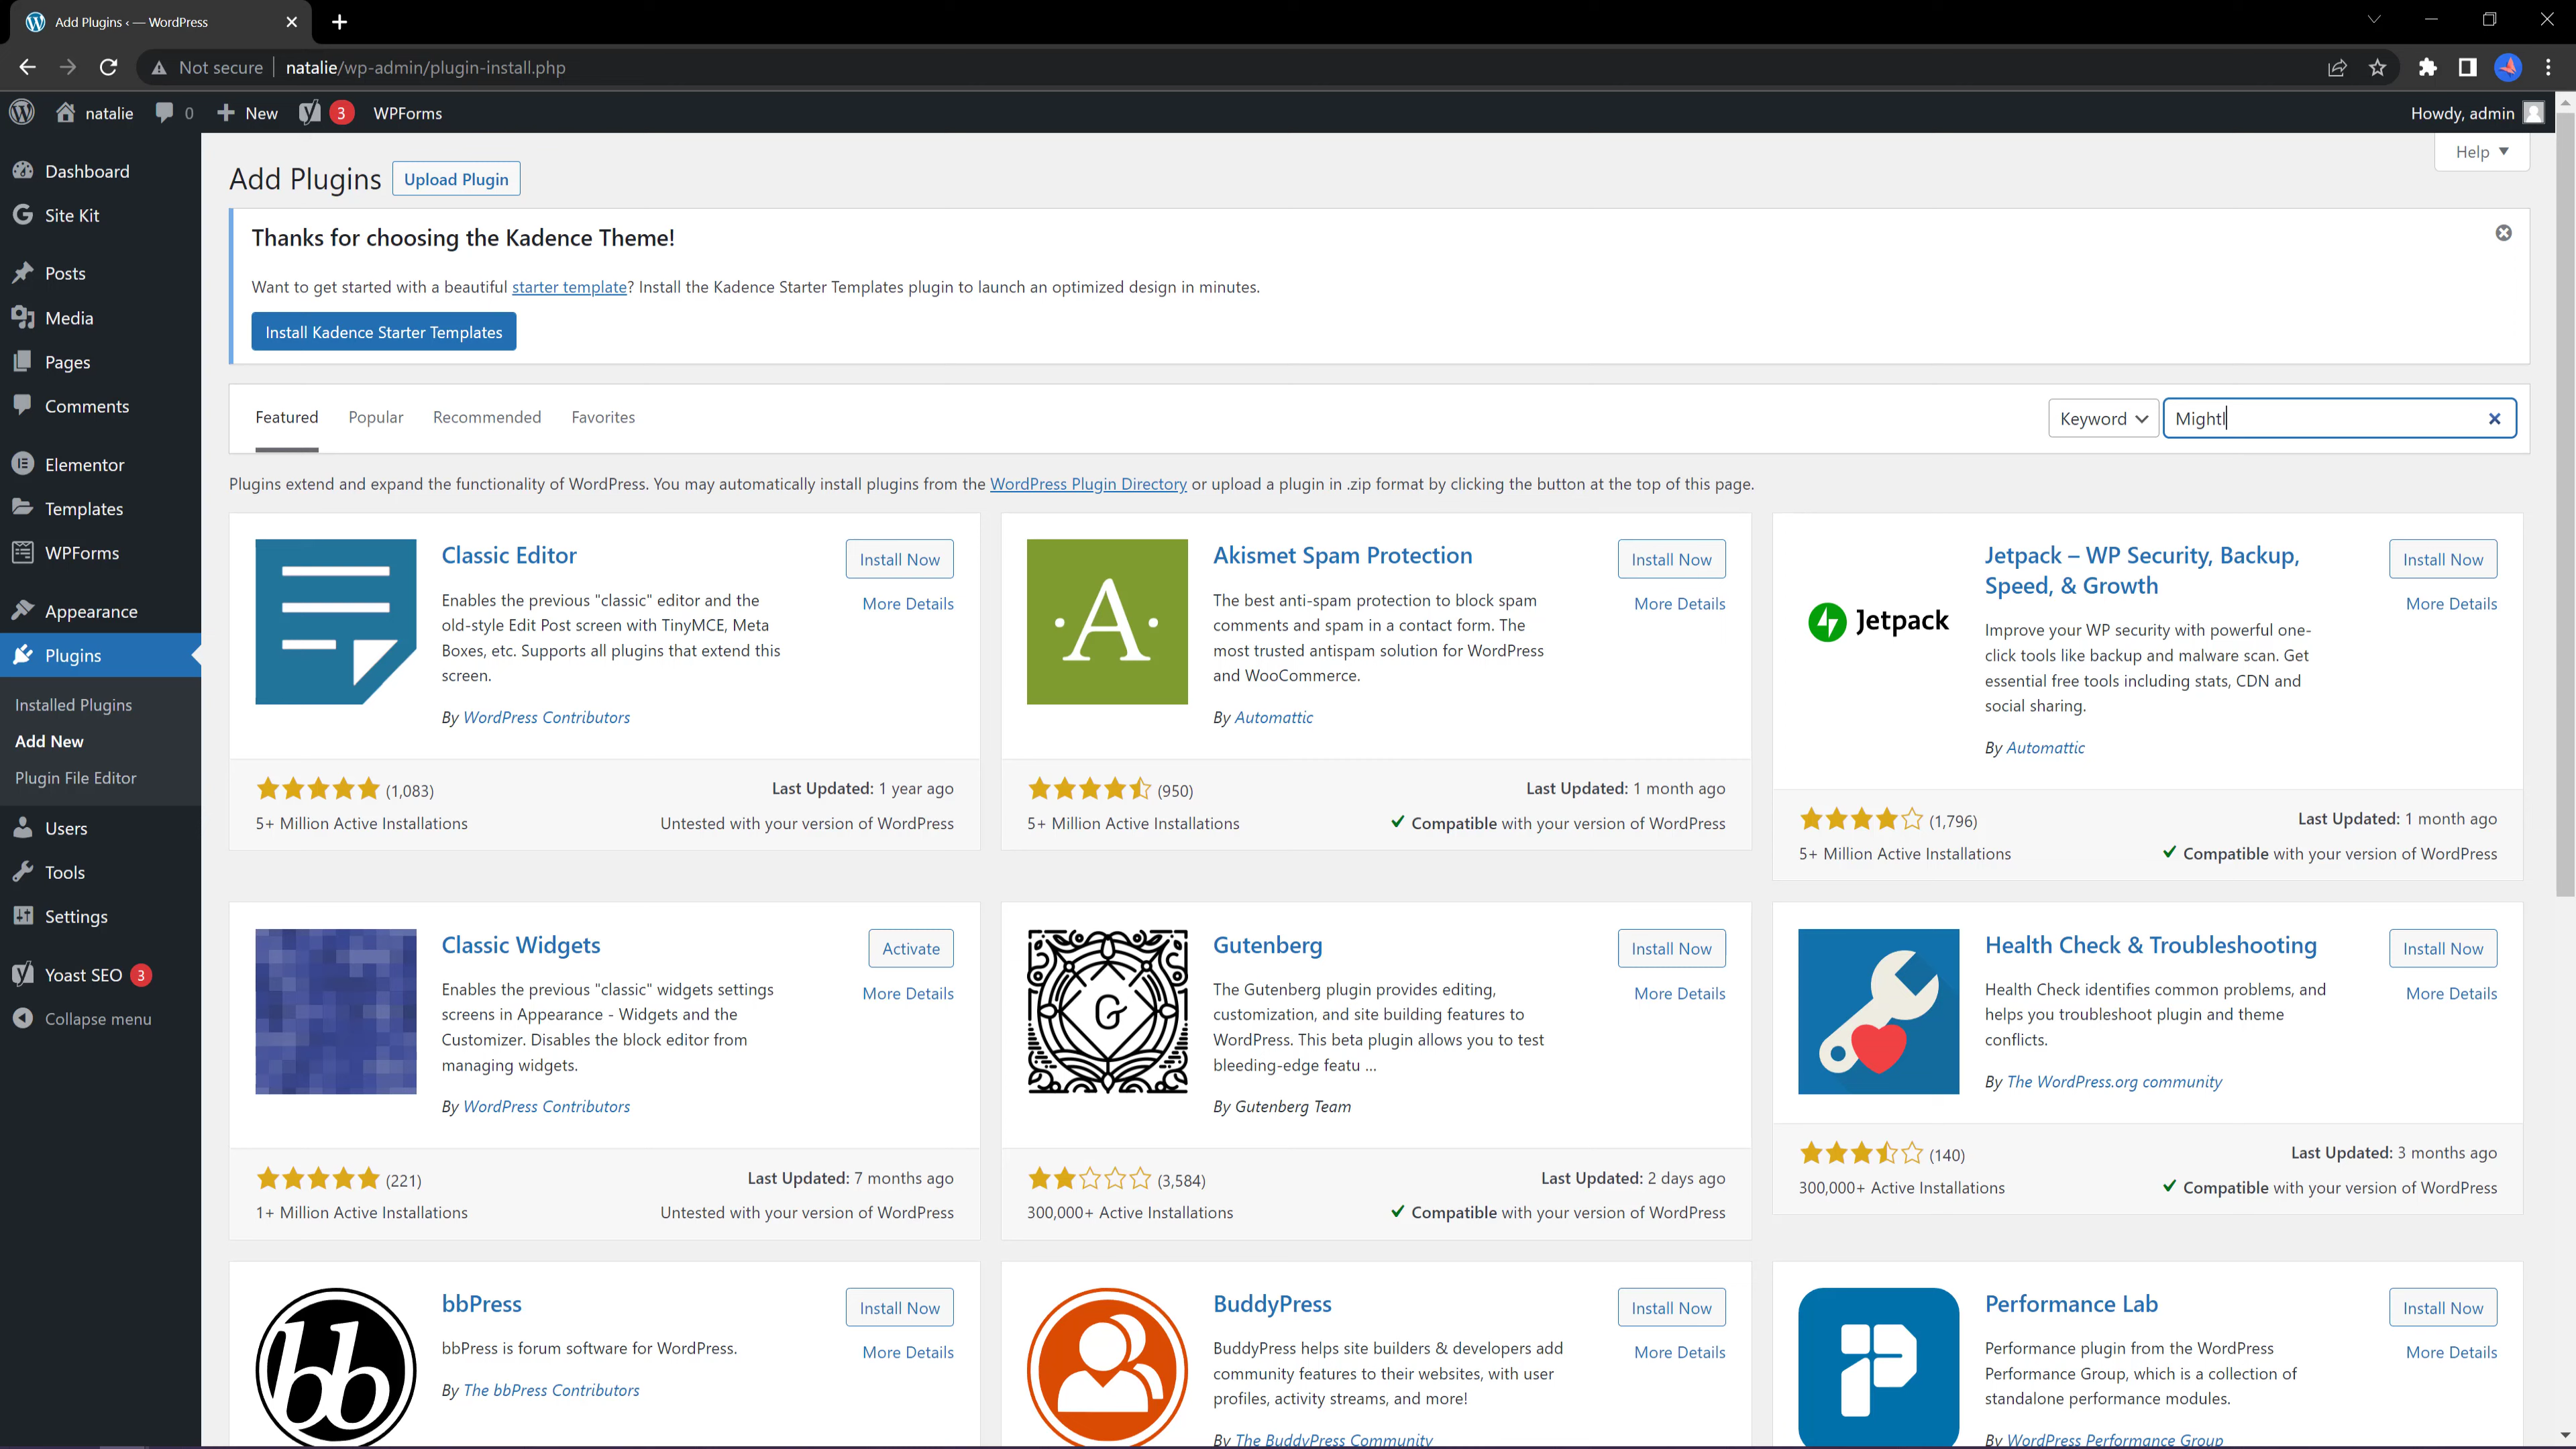 Add Plugins ‹ — WordPress
Not secure
natalie/wp-admin/plugin-install.php
natalie
0
New
3
WPForms
Howdy, admin
Dashboard
Site Kit
Posts
Media
Pages
Comments
Elementor
Templates
WPForms
Appearance
Plugins
Installed Plugins
Add New
Plugin File Editor
Users
Tools
Settings
Yoast SEO 3
Collapse menu
Help
Add Plugins
Upload Plugin
Thanks for choosing the Kadence Theme!
Want to get started with a beautiful starter template? Install the Kadence Starter Templates plugin to launch an optimized design in minutes.
Install Kadence Starter Templates
Featured
Popular
Recommended
Favorites
Keyword
Mightl
Plugins extend and expand the functionality of WordPress. You may automatically install plugins from the WordPress Plugin Directory or upload a plugin in .zip format by clicking the button at the top of this page.
Classic Editor
Install Now
More Details
Enables the previous "classic" editor and the
old-style Edit Post screen with TinyMCE, Meta
Boxes, etc. Supports all plugins that extend this
screen.
By WordPress Contributors
(1,083)
Last Updated: 1 year ago
5+ Million Active Installations
Untested with your version of WordPress
A
Akismet Spam Protection
Install Now
More Details
The best anti-spam protection to block spam
comments and spam in a contact form. The
most trusted antispam solution for WordPress
and WooCommerce.
By Automattic
(950)
Last Updated: 1 month ago
5+ Million Active Installations
Compatible with your version of WordPress
Jetpack
Jetpack – WP Security, Backup,
Speed, & Growth
Install Now
More Details
Improve your WP security with powerful one-
click tools like backup and malware scan. Get
essential free tools including stats, CDN and
social sharing.
By Automattic
(1,796)
Last Updated: 1 month ago
5+ Million Active Installations
Compatible with your version of WordPress
Classic Widgets
Activate
More Details
Enables the previous "classic" widgets settings
screens in Appearance - Widgets and the
Customizer. Disables the block editor from
managing widgets.
By WordPress Contributors
(221)
Last Updated: 7 months ago
1+ Million Active Installations
Untested with your version of WordPress
G
Gutenberg
Install Now
More Details
The Gutenberg plugin provides editing,
customization, and site building features to
WordPress. This beta plugin allows you to test
bleeding-edge featu ...
By Gutenberg Team
(3,584)
Last Updated: 2 days ago
300,000+ Active Installations
Compatible with your version of WordPress
Health Check & Troubleshooting
Install Now
More Details
Health Check identifies common problems, and
helps you troubleshoot plugin and theme
conflicts.
By The WordPress.org community
(140)
Last Updated: 3 months ago
300,000+ Active Installations
Compatible with your version of WordPress
bb
bbPress
Install Now
More Details
bbPress is forum software for WordPress.
By The bbPress Contributors
BuddyPress
Install Now
More Details
BuddyPress helps site builders & developers add
community features to their websites, with user
profiles, activity streams, and more!
By The BuddyPress Community
Performance Lab
Install Now
More Details
Performance plugin from the WordPress
Performance Group, which is a collection of
standalone performance modules.
By WordPress Performance Group